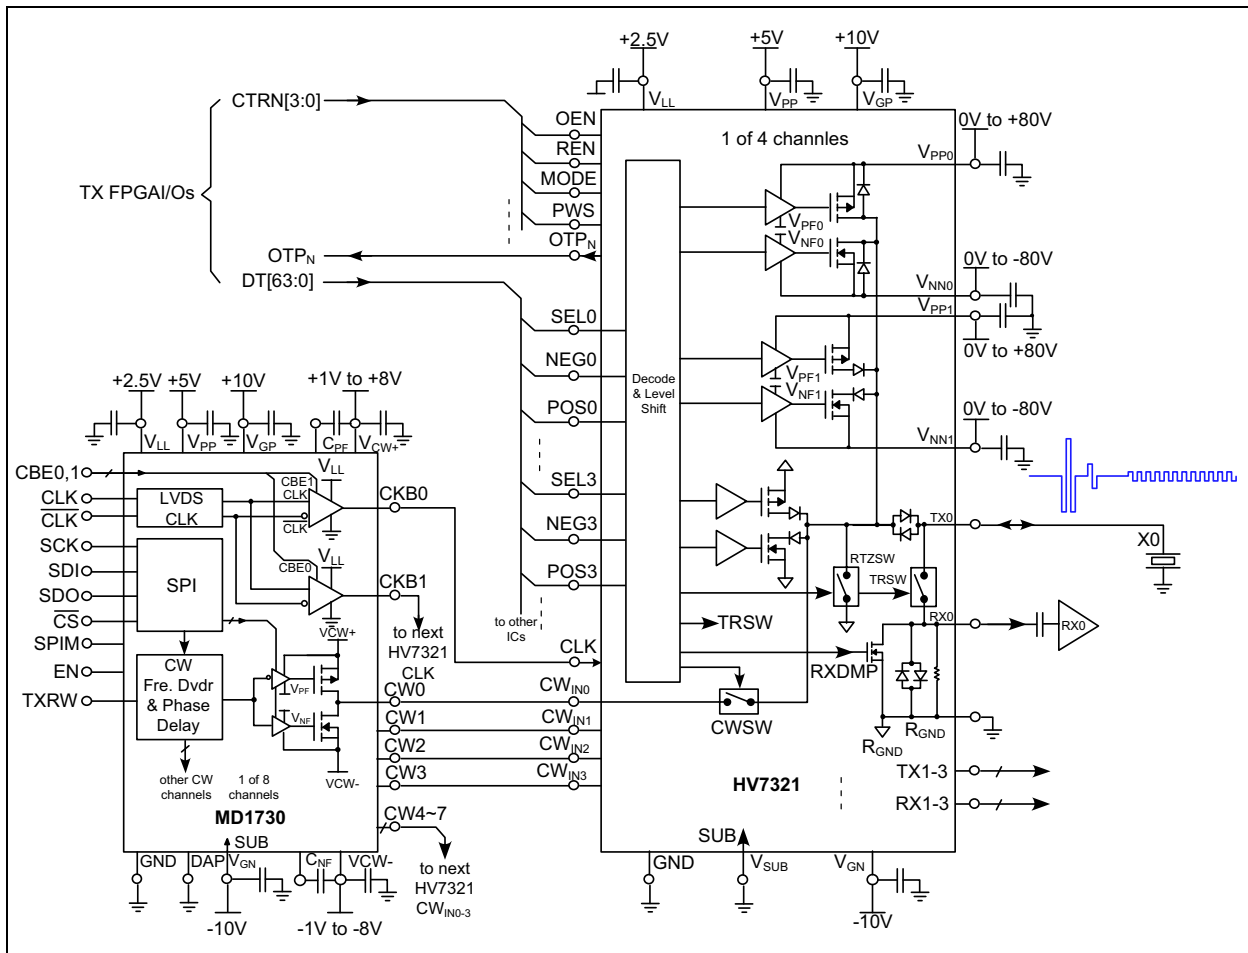 +2.5V
+5V
+10V
VLL
VPP
VGP
CTRN[3:0]
TX FPGAI/Os
OTPN
DT[63:0]
OEN
REN
MODE
PWS
OTPN
SEL0
NEG0
POS0
SEL3
NEG3
POS3
to other
ICs
CLK
CWIN0
CWIN1
CWIN2
CWIN3
1 of 4 channles
Decode
& Level
Shift
VPF0
VNF0
VPF1
VNF1
0V to +80V
VPP0
0V to -80V
VNN0
VPP1
0V to +80V
0V to -80V
VNN1
TX0
X0
RTZSW
TRSW
TRSW
RX0
RX0
RXDMP
CWSW
RGND
RGND
TX1-3
RX1-3
HV7321
SUB
GND
VSUB
VGN
-10V
+2.5V
+5V
+10V
+1V to +8V
VLL
VPP
VGP
CPF
VCW+
CBE0,1
CLK
CLK
SCK
SDI
SDO
CS
SPIM
EN
TXRW
LVDS
CLK
SPI
CW
Fre. Dvdr
& Phase
Delay
CBE1
CLK
CLK
VLL
CBE0
VLL
VCW+
VPF
VNF
VCW-
CKB0
CKB1
to next
HV7321
CLK
CW0
CW1
CW2
CW3
CW4~7
to next
HV7321
CWIN0-3
other CW
channels
1 of 8
channels
MD1730
SUB
GND
DAP
VGN
CNF
VCW-
-10V
-1V to -8V